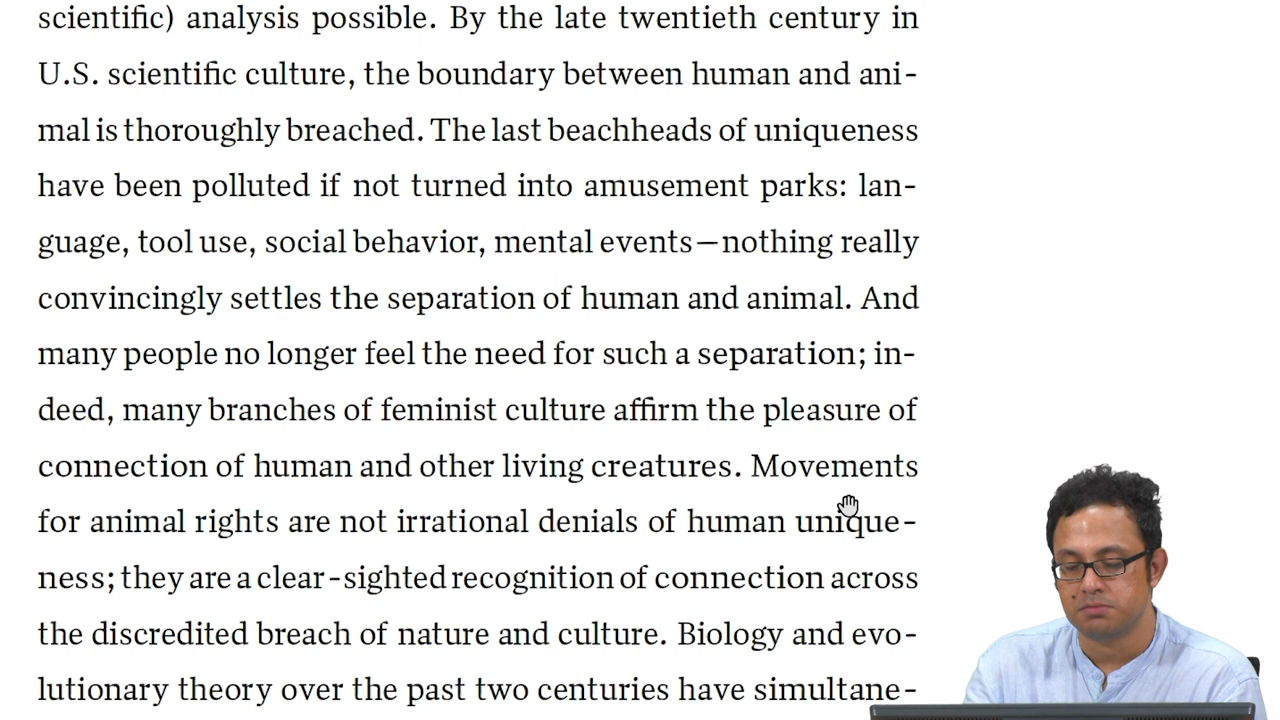 scientific) analysis possible. By the late twentieth century in
U.S. scientific culture, the boundary between human and ani-
mal is thoroughly breached. The last beachheads of uniqueness
have been polluted if not turned into amusement parks: lan-
guage, tool use, social behavior, mental events—nothing really
convincingly settles the separation of human and animal. And
many people no longer feel the need for such a separation; in-
deed, many branches of feminist culture affirm the pleasure of
connection of human and other living creatures. Movements
for animal rights are not irrational denials of human unique-
ness; they are a clear-sighted recognition of connection across
the discredited breach of nature and culture. Biology and evo-
lutionary theory over the past two centuries have simultane-